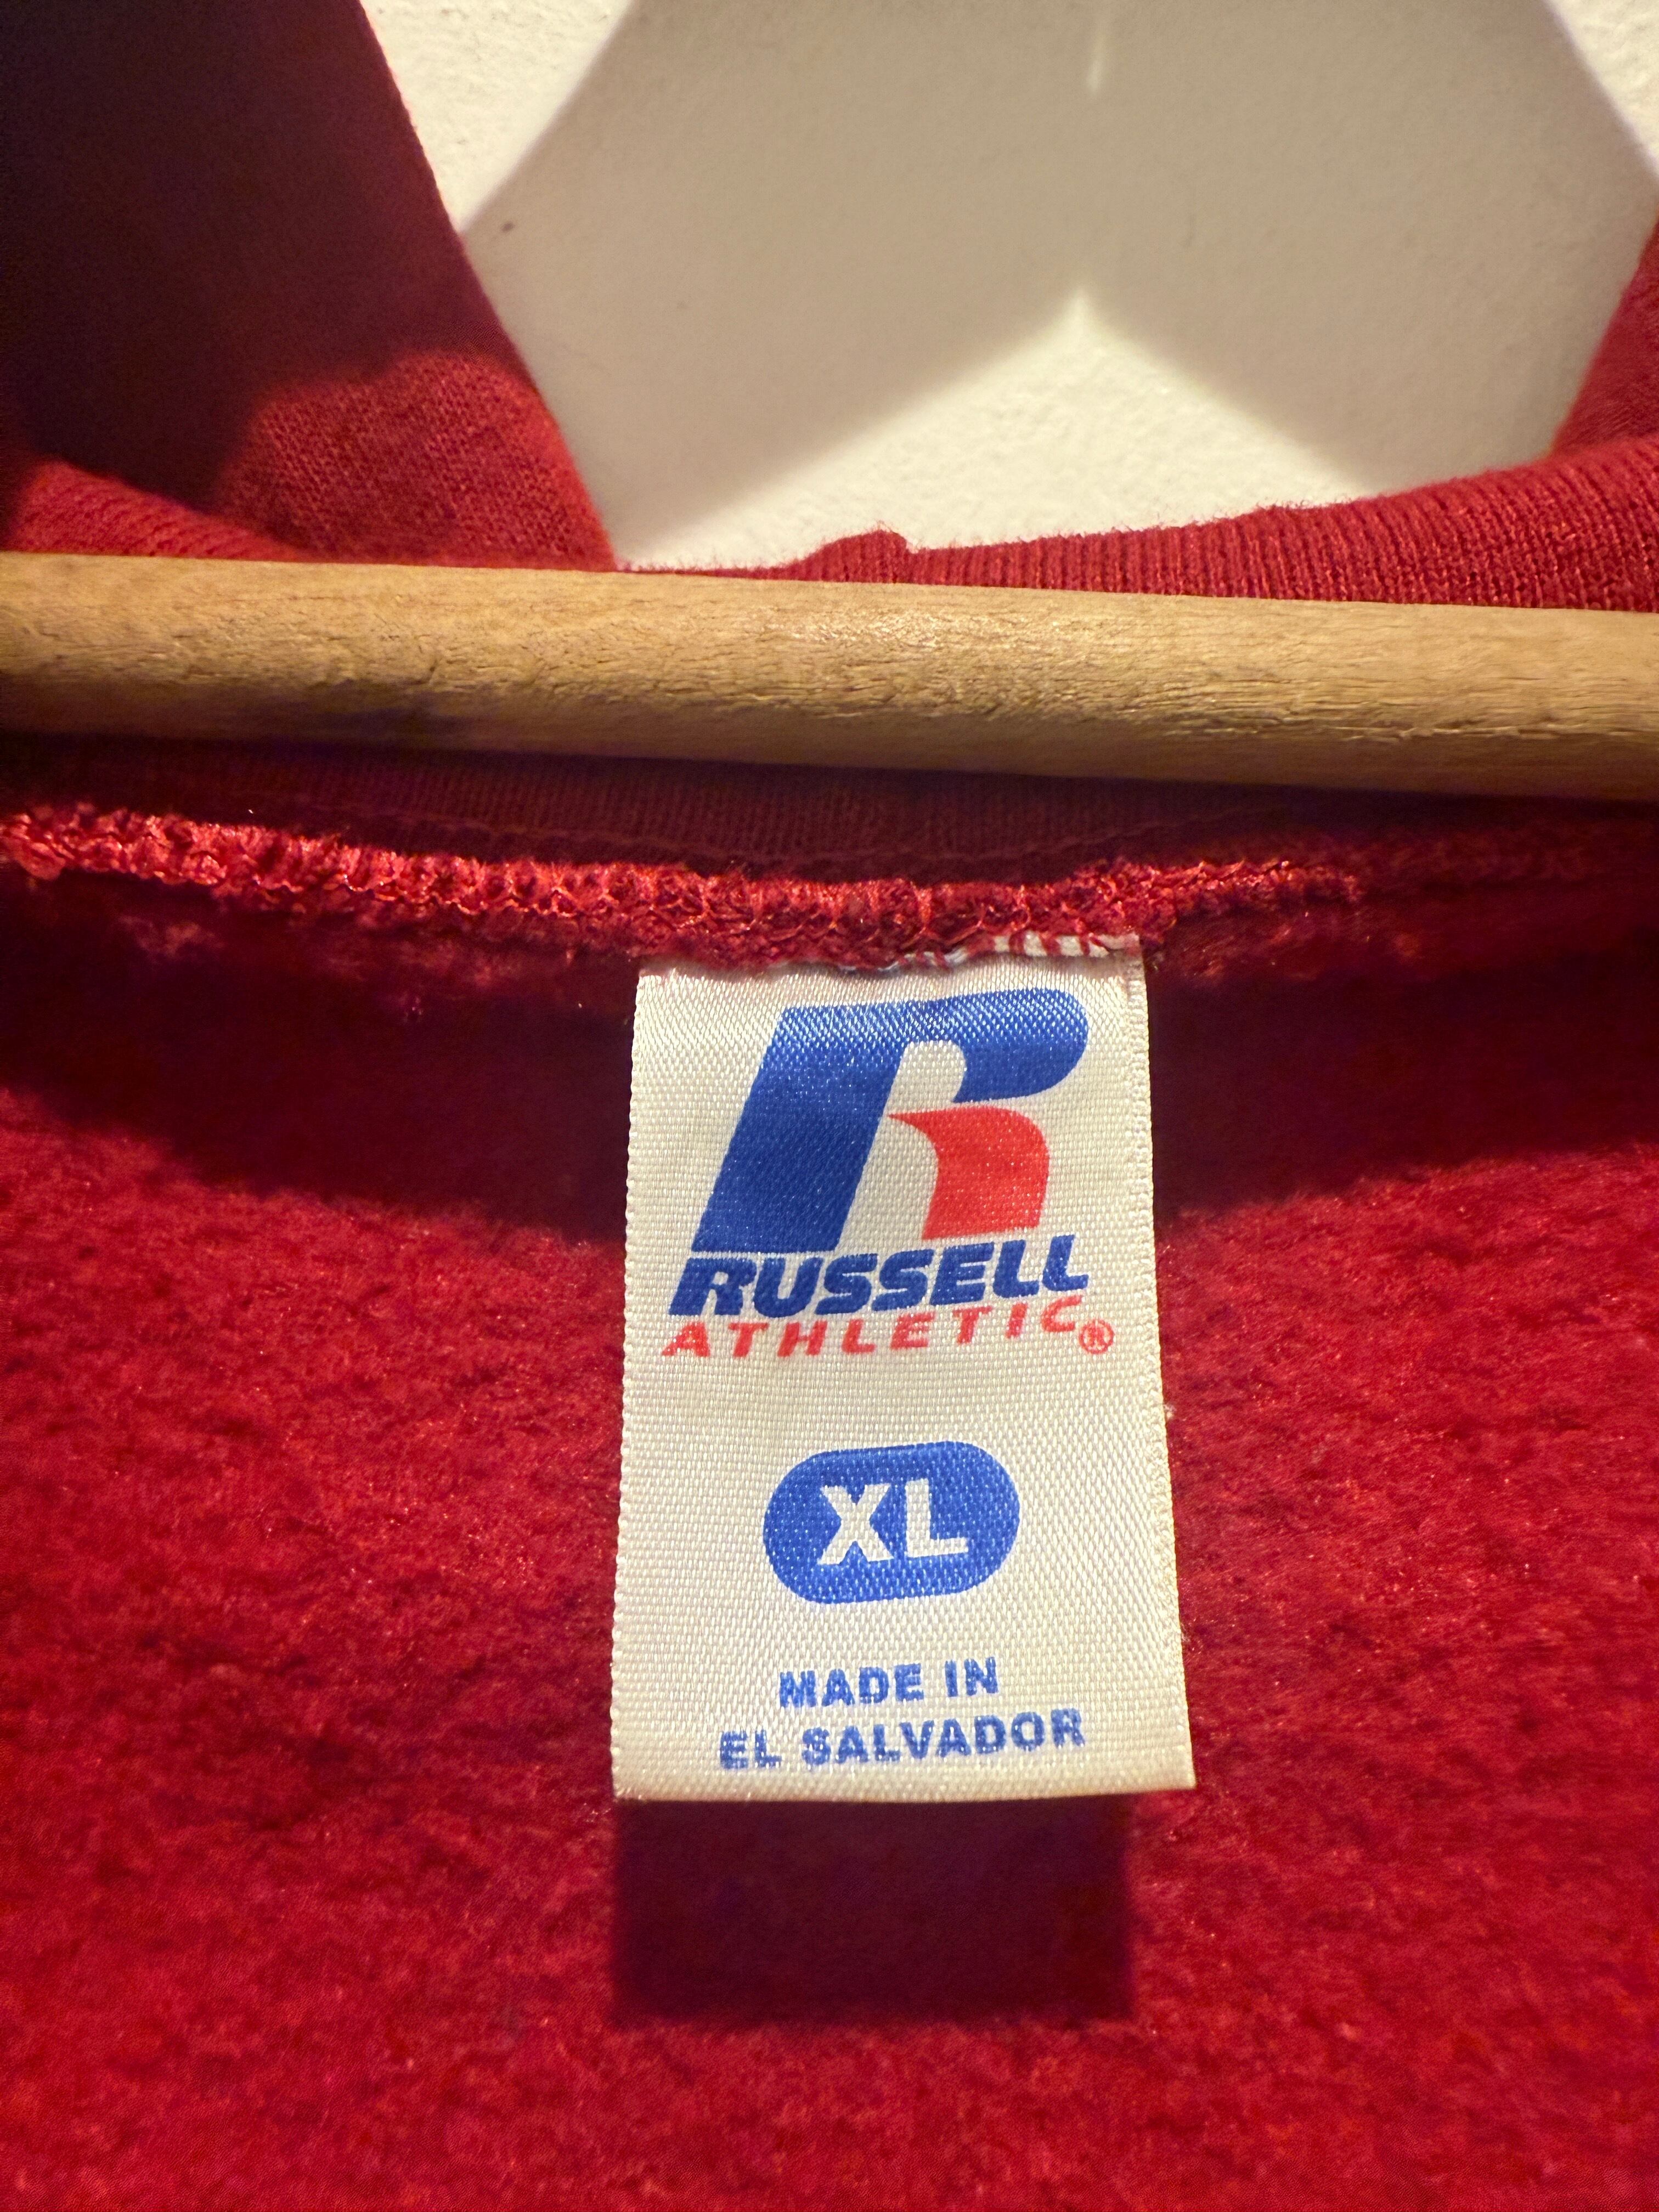 RUSSELL
ATHLETIC®
XL
MADE IN
EL SALVADOR